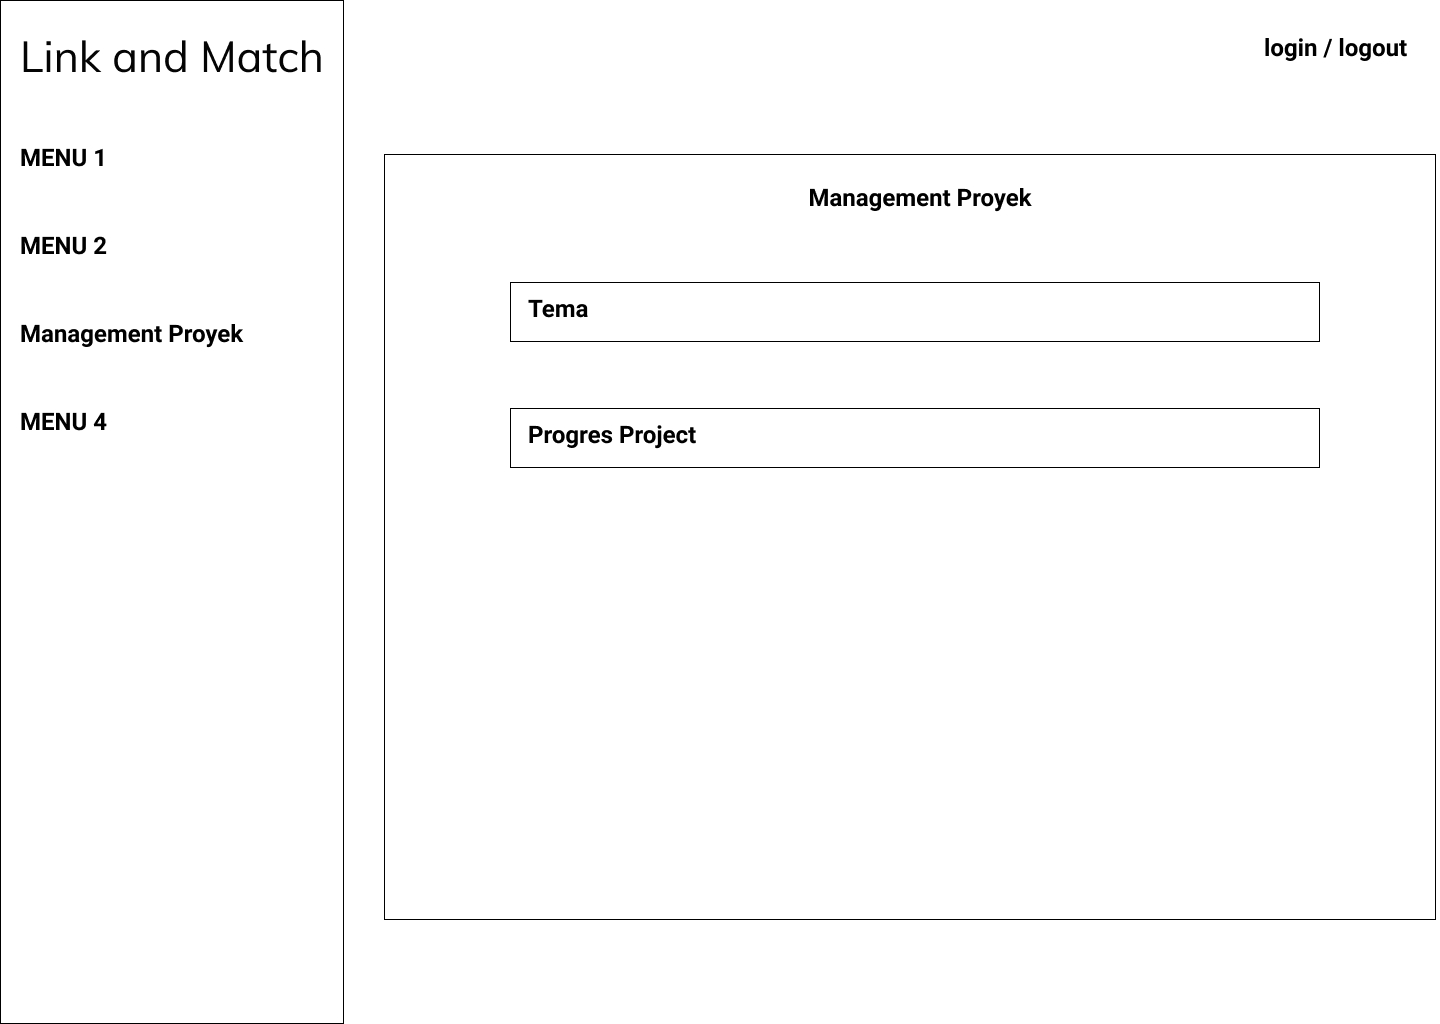 Link and Match
login / logout
MENU 1
MENU 2
Management Proyek
MENU 4
Management Proyek
Tema
Progres Project